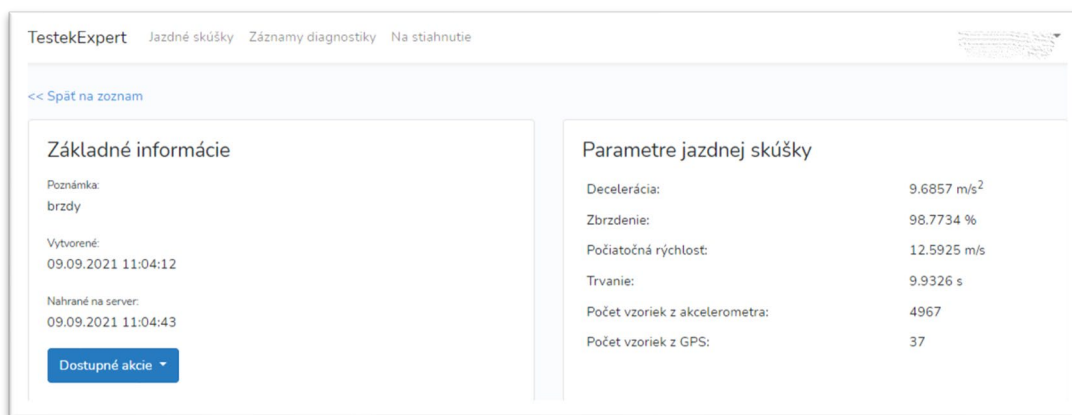 TestekExpert Jazdné skúšky Záznamy diagnostiky Na stiahnutie
<< Späť na zoznam
Základné informácie
Poznámka:
brzdy
Vytvorené:
09.09.2021 11:04:12
Nahrané na server:
09.09.2021 11:04:43
Dostupné akcie
Parametre jazdnej skúšky
Decelerácia: 9.6857 m/s²
Zbrzdenie: 98.7734 %
Počiatočná rýchlosť: 12.5925 m/s
Trvanie: 9.9326 s
Počet vzoriek z akcelerometra: 4967
Počet vzoriek z GPS: 37